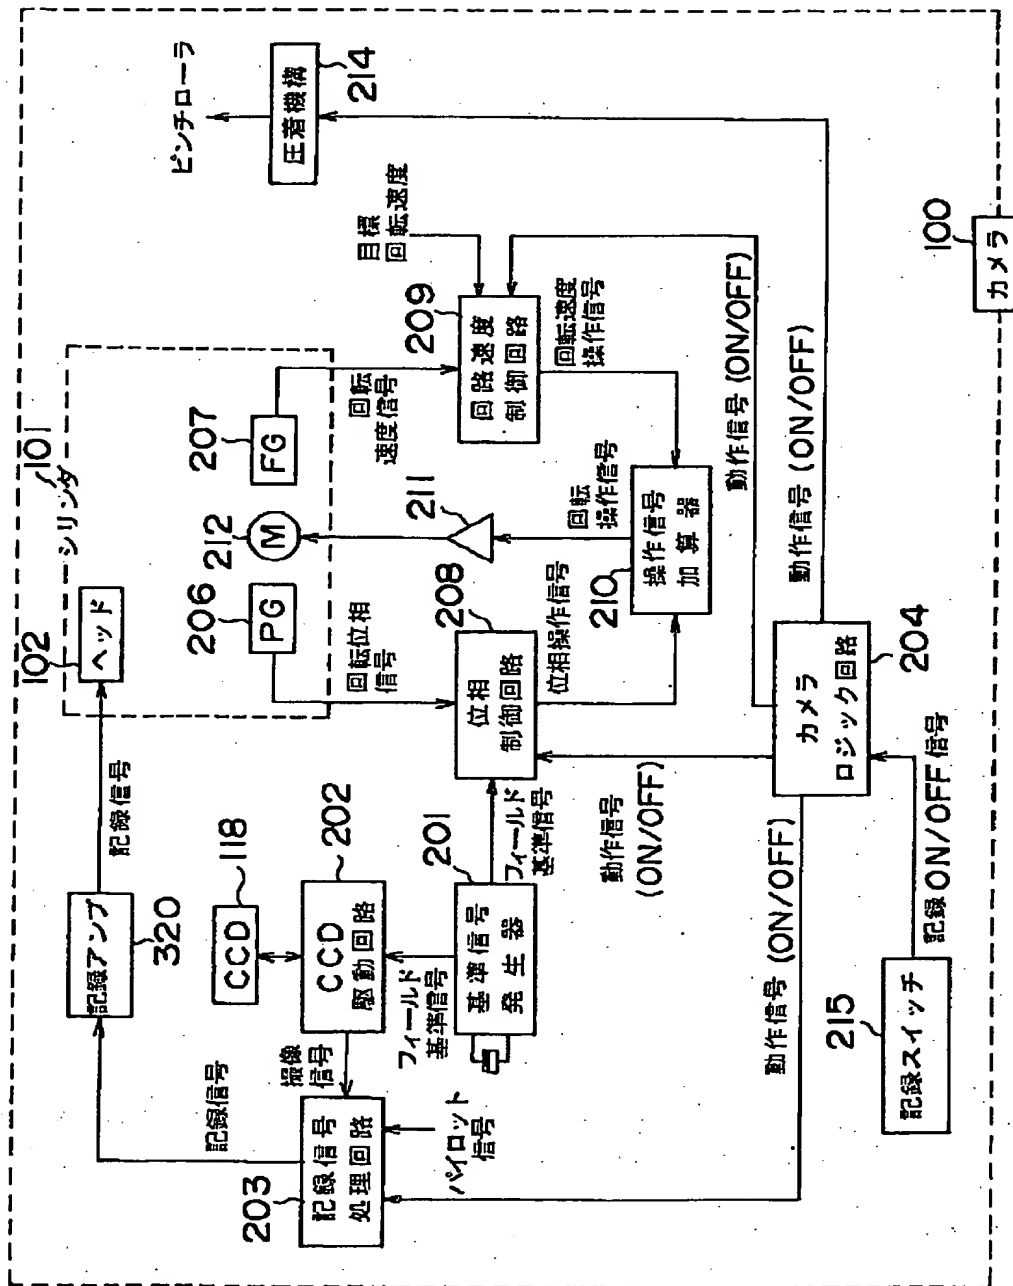 203
記録信号
処理回路
記録信号
記録アンプ
320
記録信号
102
ヘッド
シリンダ
101
パイロット
信号
撮像
信号
CCD
118
CCD
駆動回路
202
フィールド
基準信号
基準信号
発生器
201
フィールド
基準信号
回転位相
信号
PG
206
M
212
FG
207
回転
速度信号
位相
制御回路
208
位相操作信号
211
回転
操作信号
操作信号
加算器
210
回路速度
制御回路
209
回転速度
操作信号
目標
回転速度
ピンチローラ
圧着機構
214
動作信号 (ON/OFF)
動作信号
(ON/OFF)
動作信号 (ON/OFF)
動作信号 (ON/OFF)
カメラ
ロジック回路
204
215
記録スイッチ
記録ON/OFF信号
100
カメラ